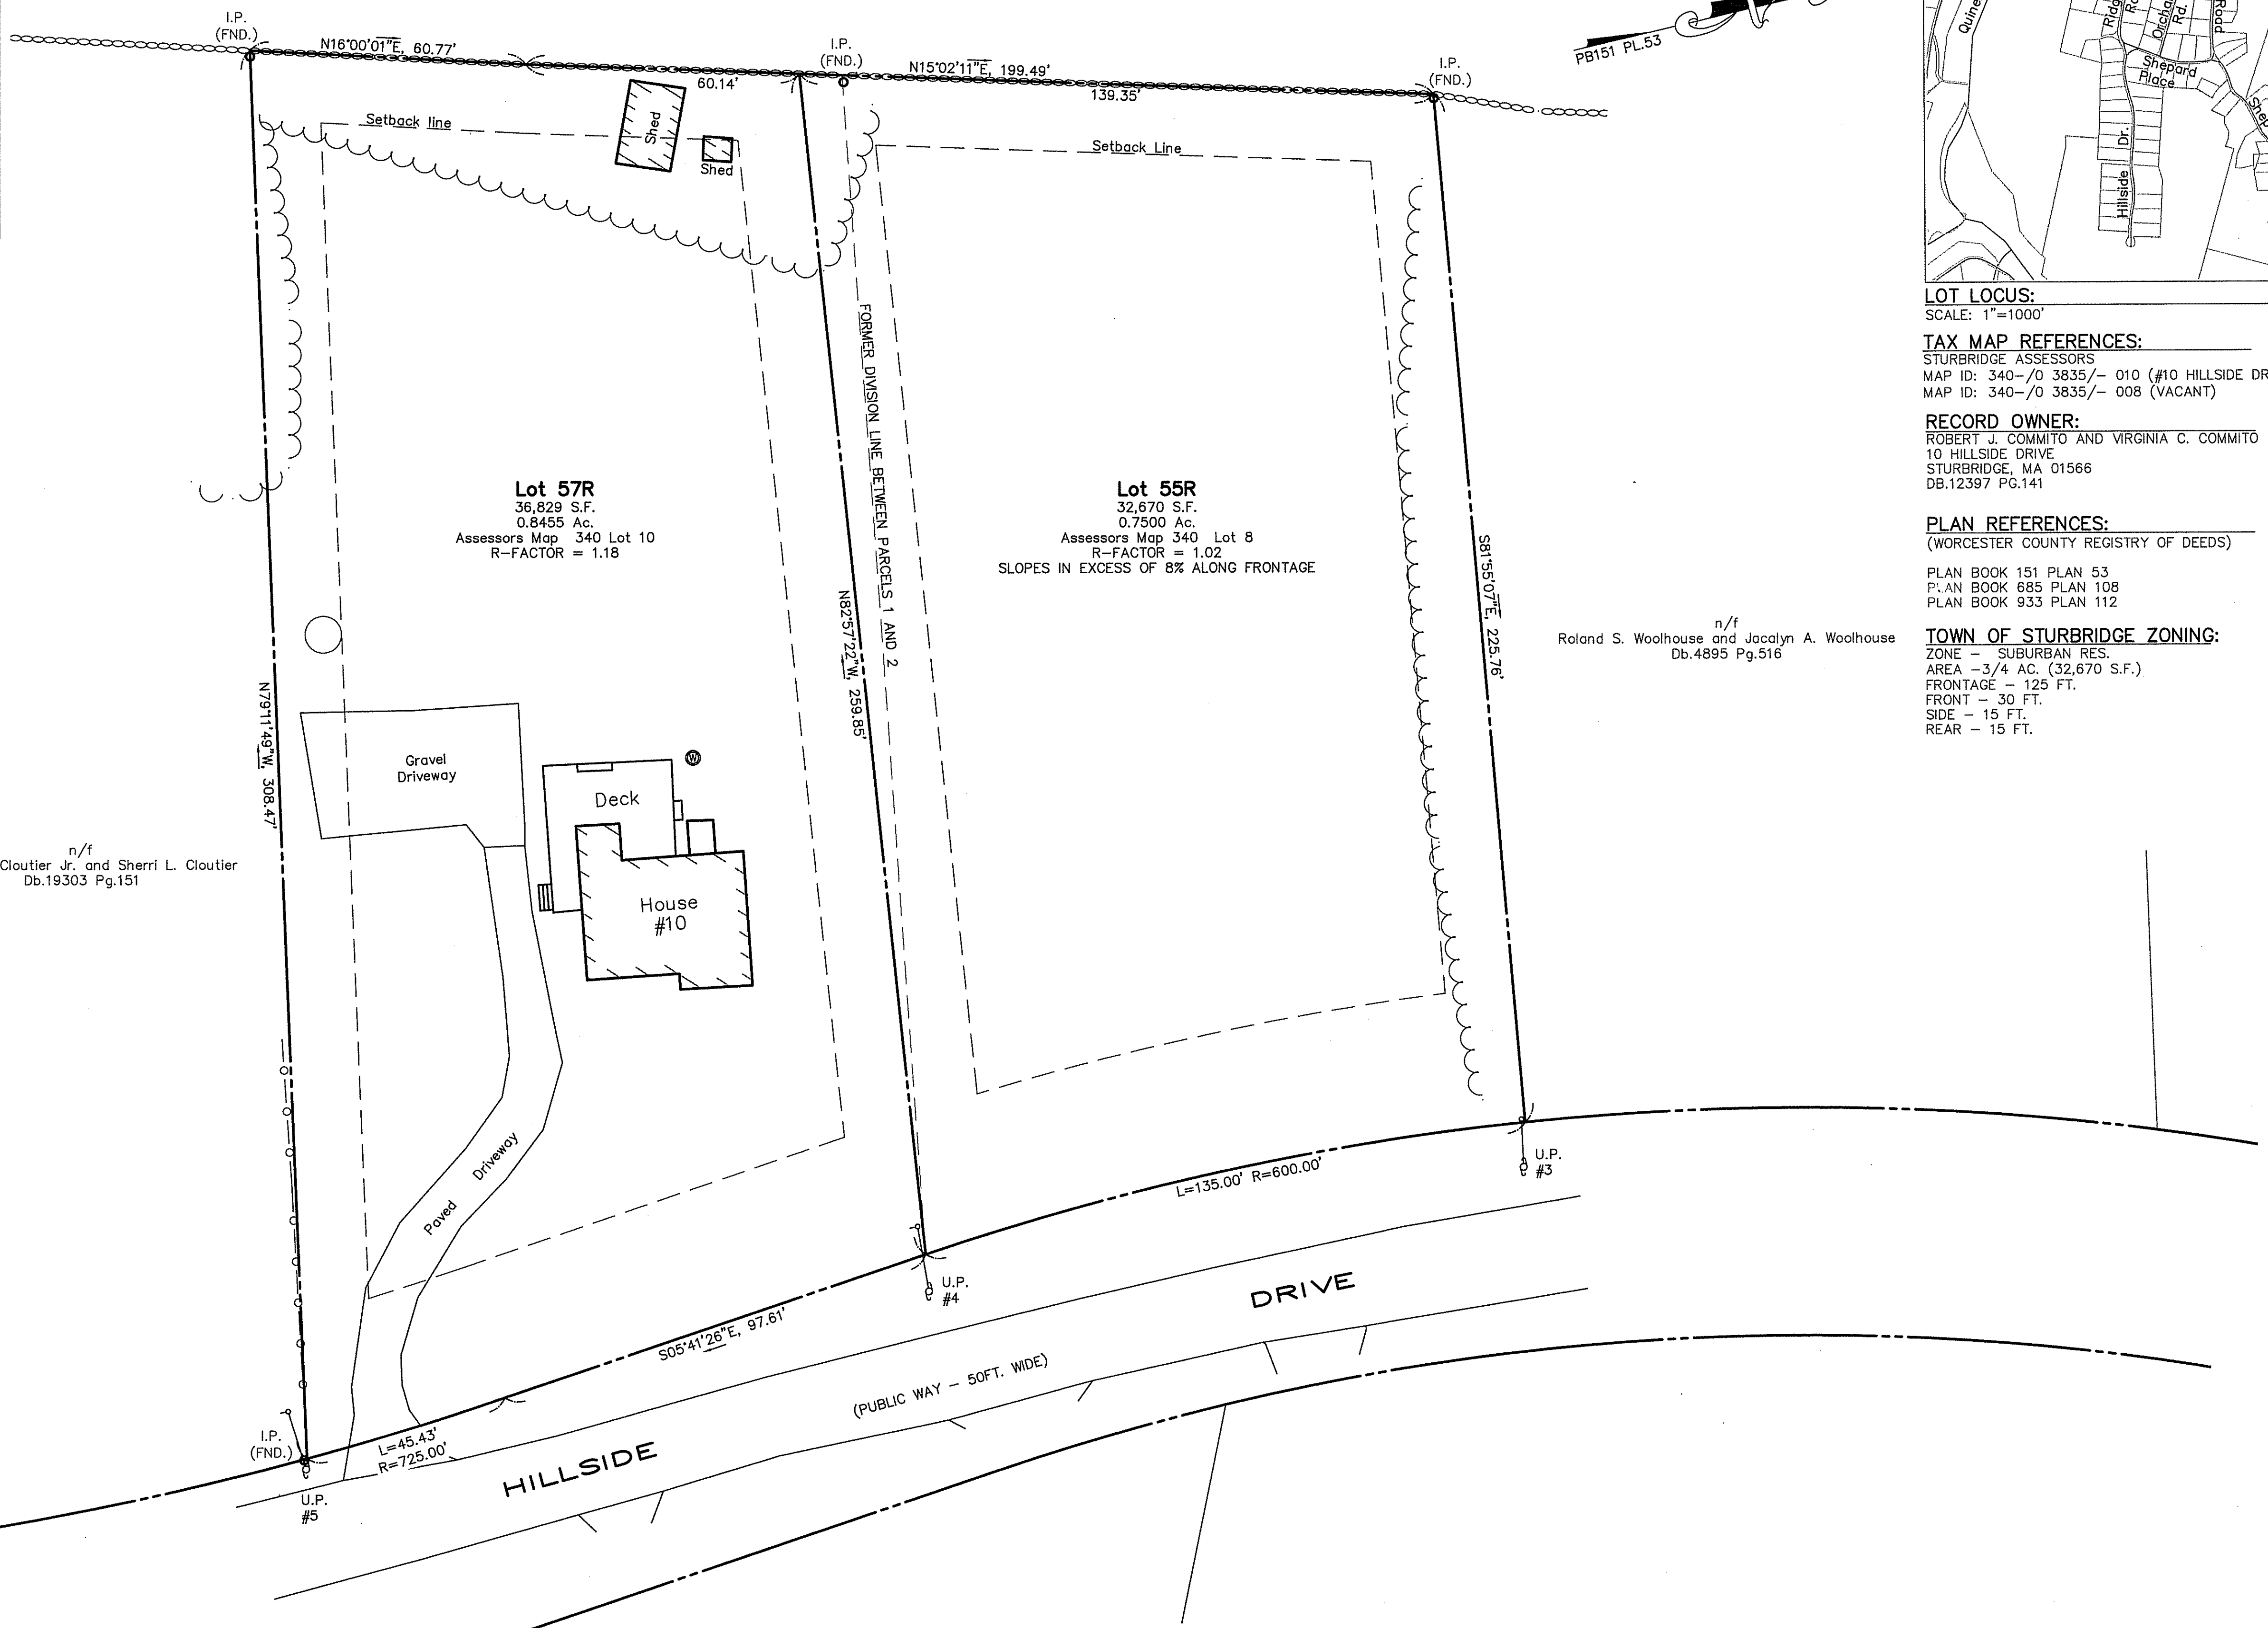 I.P.
(FND.)
N16°00'01"E, 60.77'
60.14'
I.P.
(FND.)
N15°02'11"E, 199.49'
139.35'
I.P.
(FND.)
PB151 PL.53
Setback line
Shed
Shed
Setback Line
FORMER DIVISION LINE BETWEEN PARCELS 1 AND 2
Lot 57R
36,829 S.F.
0.8455 Ac.
Assessors Map 340 Lot 10
R-FACTOR = 1.18
Lot 55R
32,670 S.F.
0.7500 Ac.
Assessors Map 340 Lot 8
R-FACTOR = 1.02
SLOPES IN EXCESS OF 8% ALONG FRONTAGE
N79°11'49"W, 308.47'
N82°57'22"W, 259.85'
S81°55'07"E, 225.76'
n/f
Roland S. Woolhouse and Jacalyn A. Woolhouse
Db.4895 Pg.516
n/f
Cloutier Jr. and Sherri L. Cloutier
Db.19303 Pg.151
Gravel
Driveway
Deck
W
House
#10
Paved Driveway
U.P.
#3
L=135.00' R=600.00'
U.P.
#4
S05°41'26"E, 97.61'
DRIVE
(PUBLIC WAY – 50FT. WIDE)
HILLSIDE
I.P.
(FND.)
L=45.43'
R=725.00'
U.P.
#5
Quine
Ridg
Orcha
Rd.
Road
Shepard
Place
Shep
Hillside Dr.
LOT LOCUS:
SCALE: 1"=1000'
TAX MAP REFERENCES:
STURBRIDGE ASSESSORS
MAP ID: 340-/0 3835/- 010 (#10 HILLSIDE DR
MAP ID: 340-/0 3835/- 008 (VACANT)
RECORD OWNER:
ROBERT J. COMMITO AND VIRGINIA C. COMMITO
10 HILLSIDE DRIVE
STURBRIDGE, MA 01566
DB.12397 PG.141
PLAN REFERENCES:
(WORCESTER COUNTY REGISTRY OF DEEDS)
PLAN BOOK 151 PLAN 53
PLAN BOOK 685 PLAN 108
PLAN BOOK 933 PLAN 112
TOWN OF STURBRIDGE ZONING:
ZONE – SUBURBAN RES.
AREA –3/4 AC. (32,670 S.F.)
FRONTAGE – 125 FT.
FRONT – 30 FT.
SIDE – 15 FT.
REAR – 15 FT.